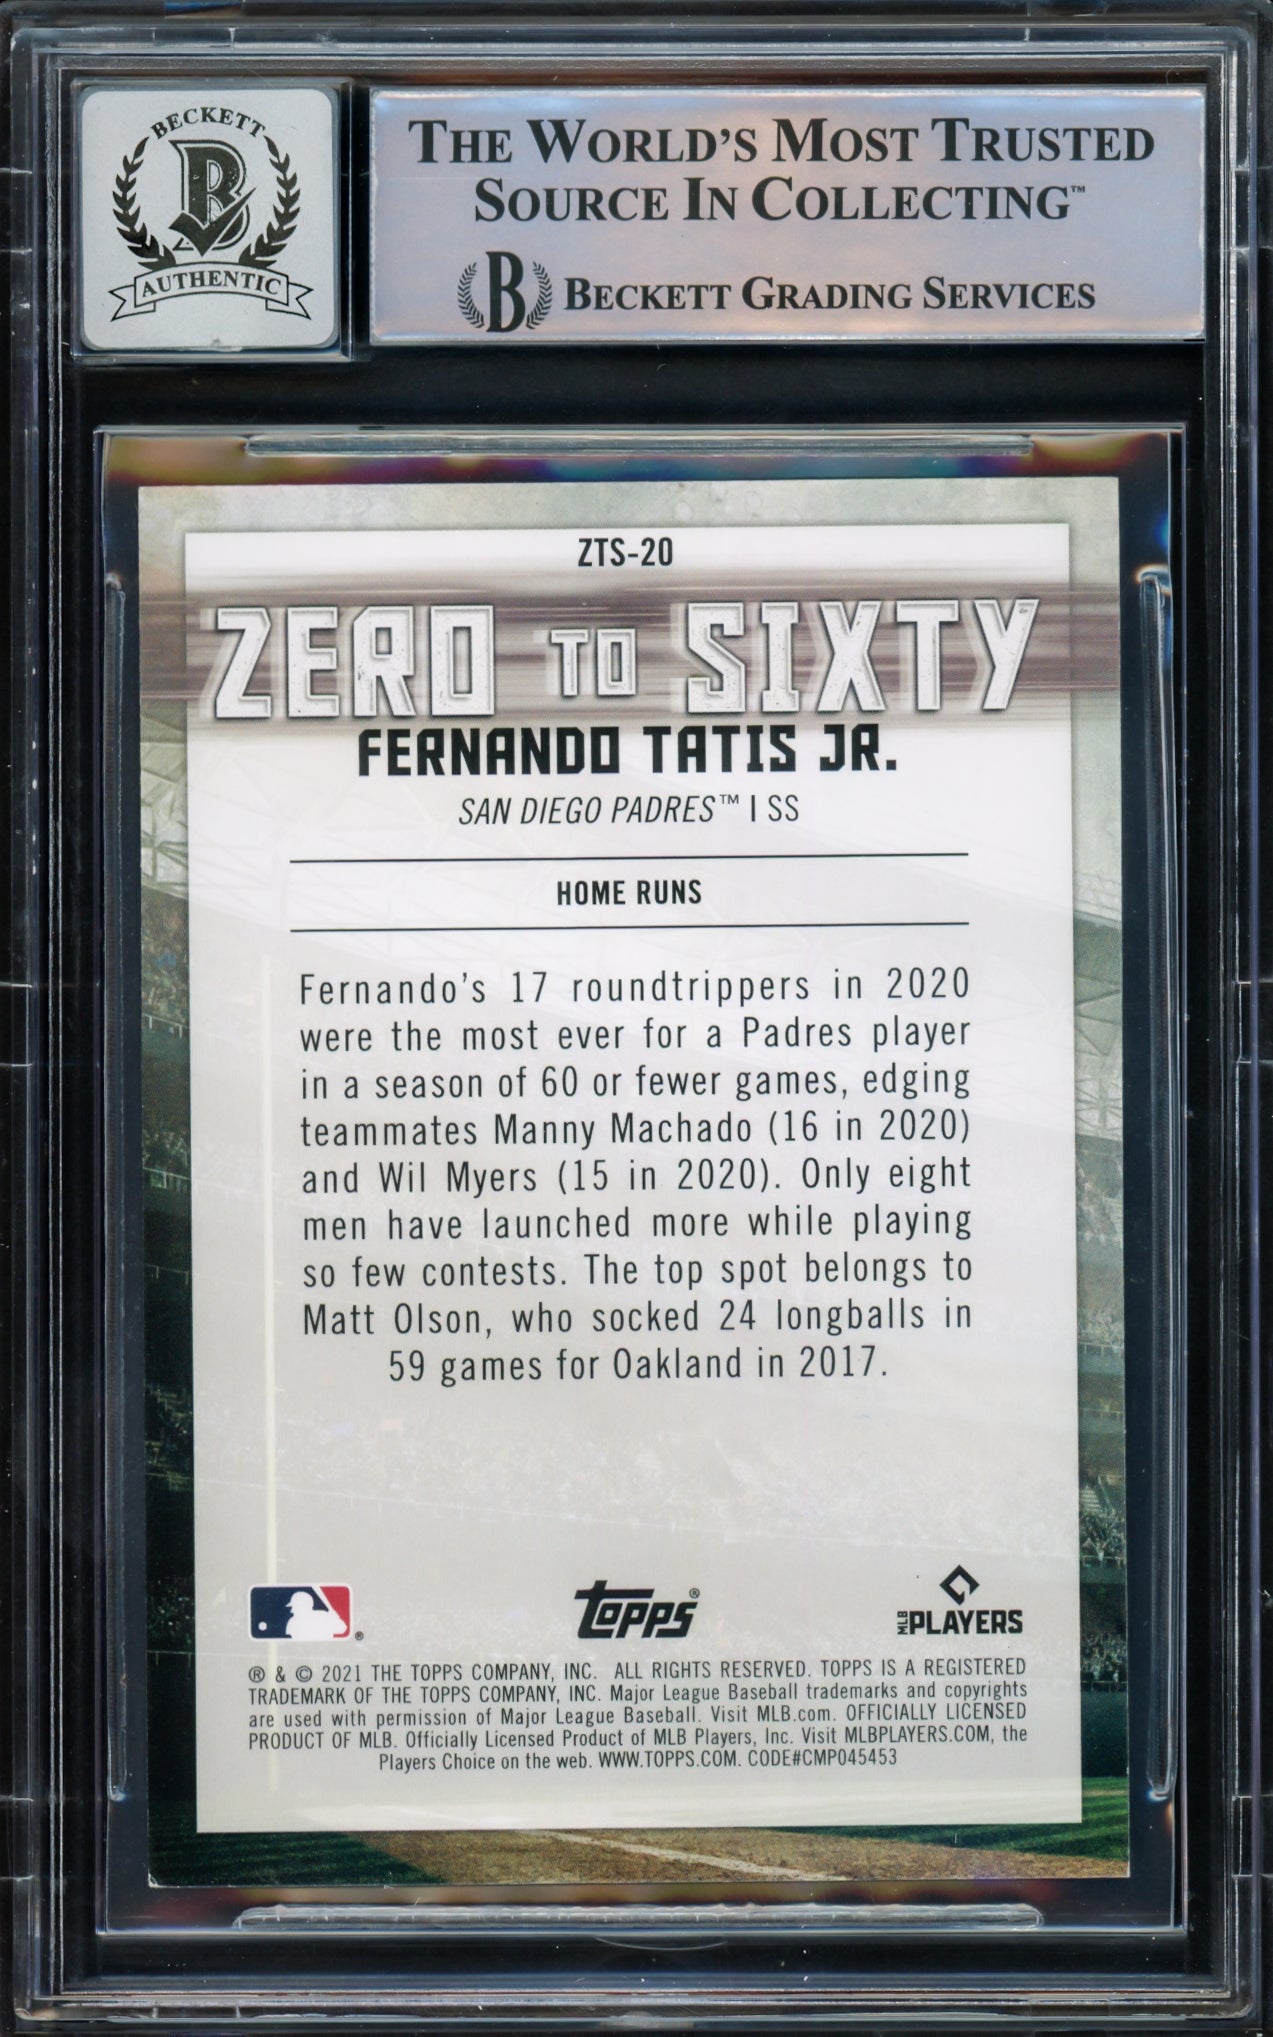 BECKETT
B
AUTHENTIC
THE WORLD'S MOST TRUSTED
SOURCE IN COLLECTING™
B BECKETT GRADING SERVICES
ZTS-20
ZERO TO SIXTY
FERNANDO TATIS JR.
SAN DIEGO PADRES™ | SS
HOME RUNS
Fernando's 17 roundtrippers in 2020
were the most ever for a Padres player
in a season of 60 or fewer games, edging
teammates Manny Machado (16 in 2020)
and Wil Myers (15 in 2020). Only eight
men have launched more while playing
so few contests. The top spot belongs to
Matt Olson, who socked 24 longballs in
59 games for Oakland in 2017.
®
TOPPS®
MLB PLAYERS
® & © 2021 THE TOPPS COMPANY, INC. ALL RIGHTS RESERVED. TOPPS IS A REGISTERED
TRADEMARK OF THE TOPPS COMPANY, INC. Major League Baseball trademarks and copyrights
are used with permission of Major League Baseball. Visit MLB.com. OFFICIALLY LICENSED
PRODUCT OF MLB. Officially Licensed Product of MLB Players, Inc. Visit MLBPLAYERS.COM, the
Players Choice on the web. WWW.TOPPS.COM. CODE#CMP045453